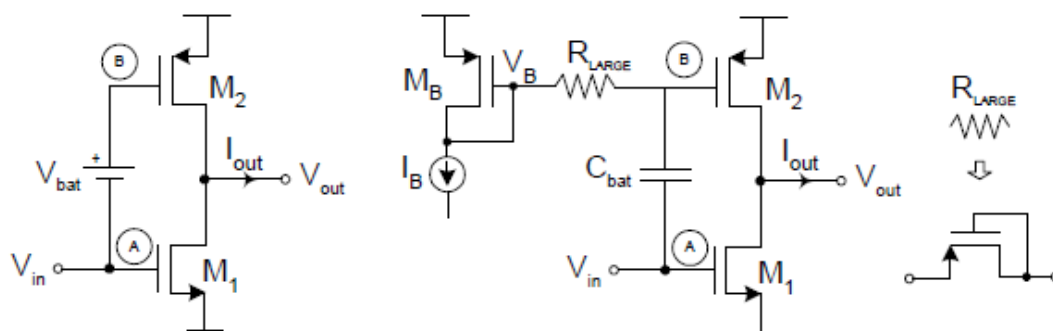 B
M2
Vbat
+
Iout
Vout
A
Vin
M1
MB
VB
RLARGE
B
M2
IB
Cbat
Iout
Vout
A
Vin
M1
RLARGE